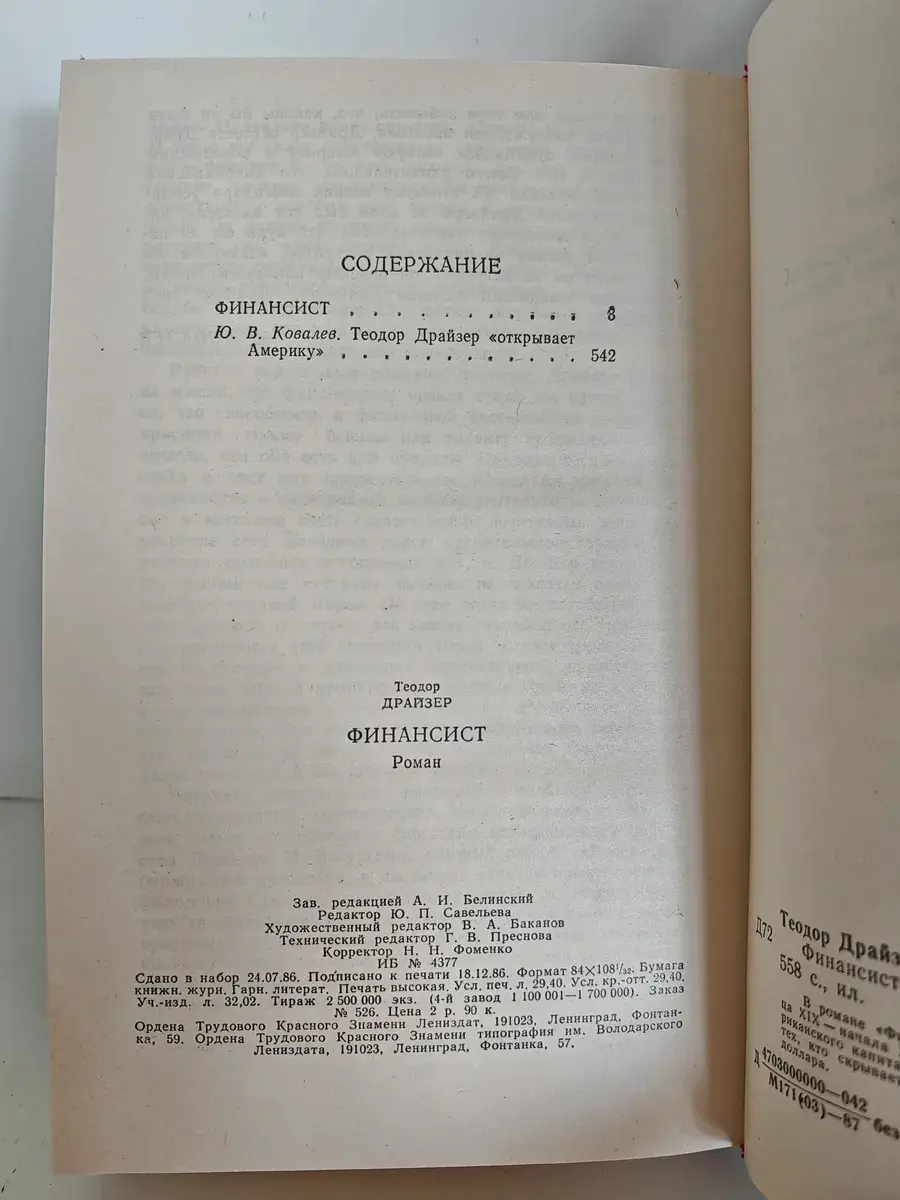 СОДЕРЖАНИЕ
ФИНАНСИСТ . . . . . . . . . . . 3
Ю. В. Ковалев. Теодор Драйзер «открывает
Америку» . . . . . . . . . . . . 542
Теодор
ДРАЙЗЕР
ФИНАНСИСТ
Роман
Зав. редакцией А. И. Белинский
Редактор Ю. П. Савельева
Художественный редактор В. А. Баканов
Технический редактор Г. В. Преснова
Корректор Н. Н. Фоменко
ИБ № 4377
Сдано в набор 24.07.86. Подписано к печати 18.12.86. Формат 84×108¹/₃₂. Бумага
книжн. журн. Гарн. литерат. Печать высокая. Усл. печ. л. 29,40. Усл. кр.-отт. 29,40.
Уч.-изд. л. 32,02. Тираж 2 500 000 экз. (4-й завод 1 100 001—1 700 000). Заказ
№ 526. Цена 2 р. 90 к.
Ордена Трудового Красного Знамени Лениздат, 191023, Ленинград, Фонтан-
ка, 59. Ордена Трудового Красного Знамени типография им. Володарского
Лениздата, 191023, Ленинград, Фонтанка, 57.
Теодор Драйз
Д72
Финансист
558 с., ил.
В романе «Фи
ца XIX — начала
риканского капита
тех, кто скрывает
доллара.
Д 4703000000—042
М171(03)—87
без